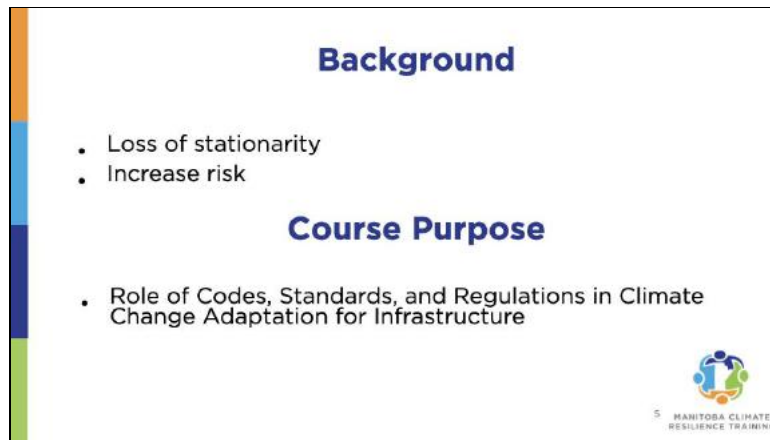 Background
. Loss of stationarity
. Increase risk
Course Purpose
. Role of Codes, Standards, and Regulations in Climate
Change Adaptation for Infrastructure
5
MANITOBA CLIMATE
RESILIENCE TRAINING